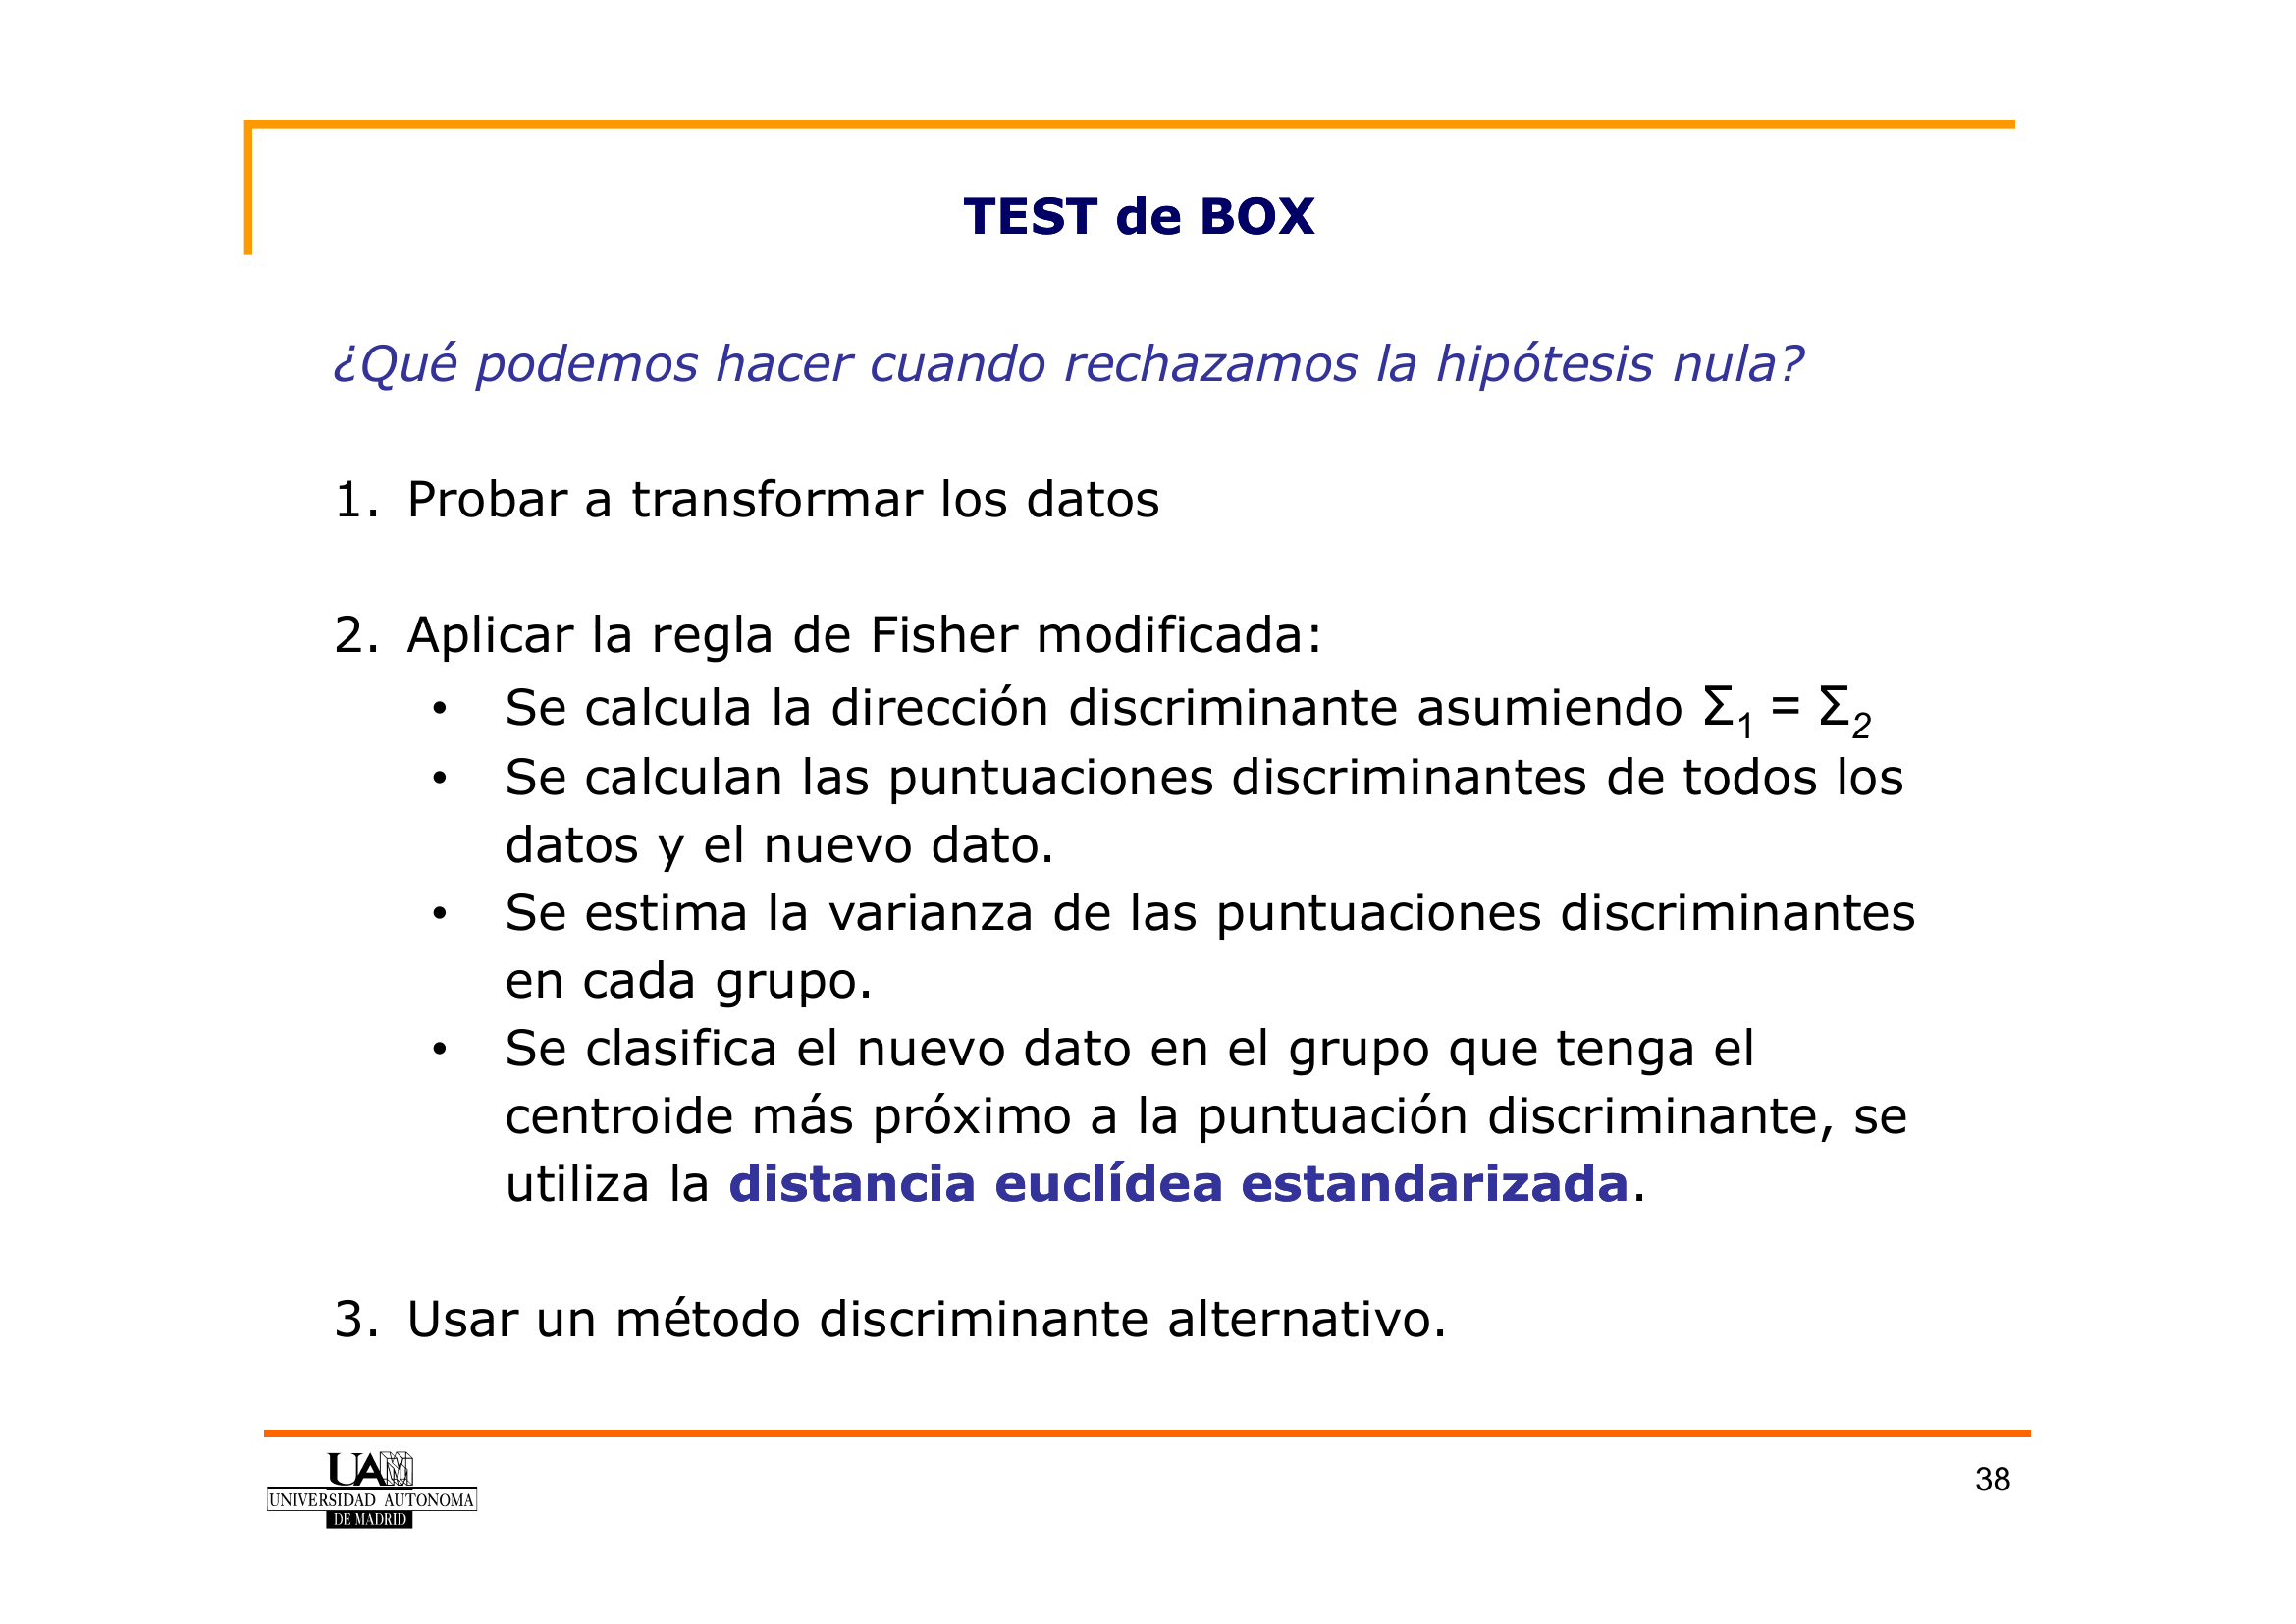 TEST de BOX
¿Qué podemos hacer cuando rechazamos la hipótesis nula?
1. Probar a transformar los datos
2. Aplicar la regla de Fisher modificada:
• Se calcula la dirección discriminante asumiendo Σ1 = Σ2
• Se calculan las puntuaciones discriminantes de todos los
datos y el nuevo dato.
• Se estima la varianza de las puntuaciones discriminantes
en cada grupo.
• Se clasifica el nuevo dato en el grupo que tenga el
centroide más próximo a la puntuación discriminante, se
utiliza la distancia euclídea estandarizada.
3. Usar un método discriminante alternativo.
UAM
UNIVERSIDAD AUTONOMA
DE MADRID
38